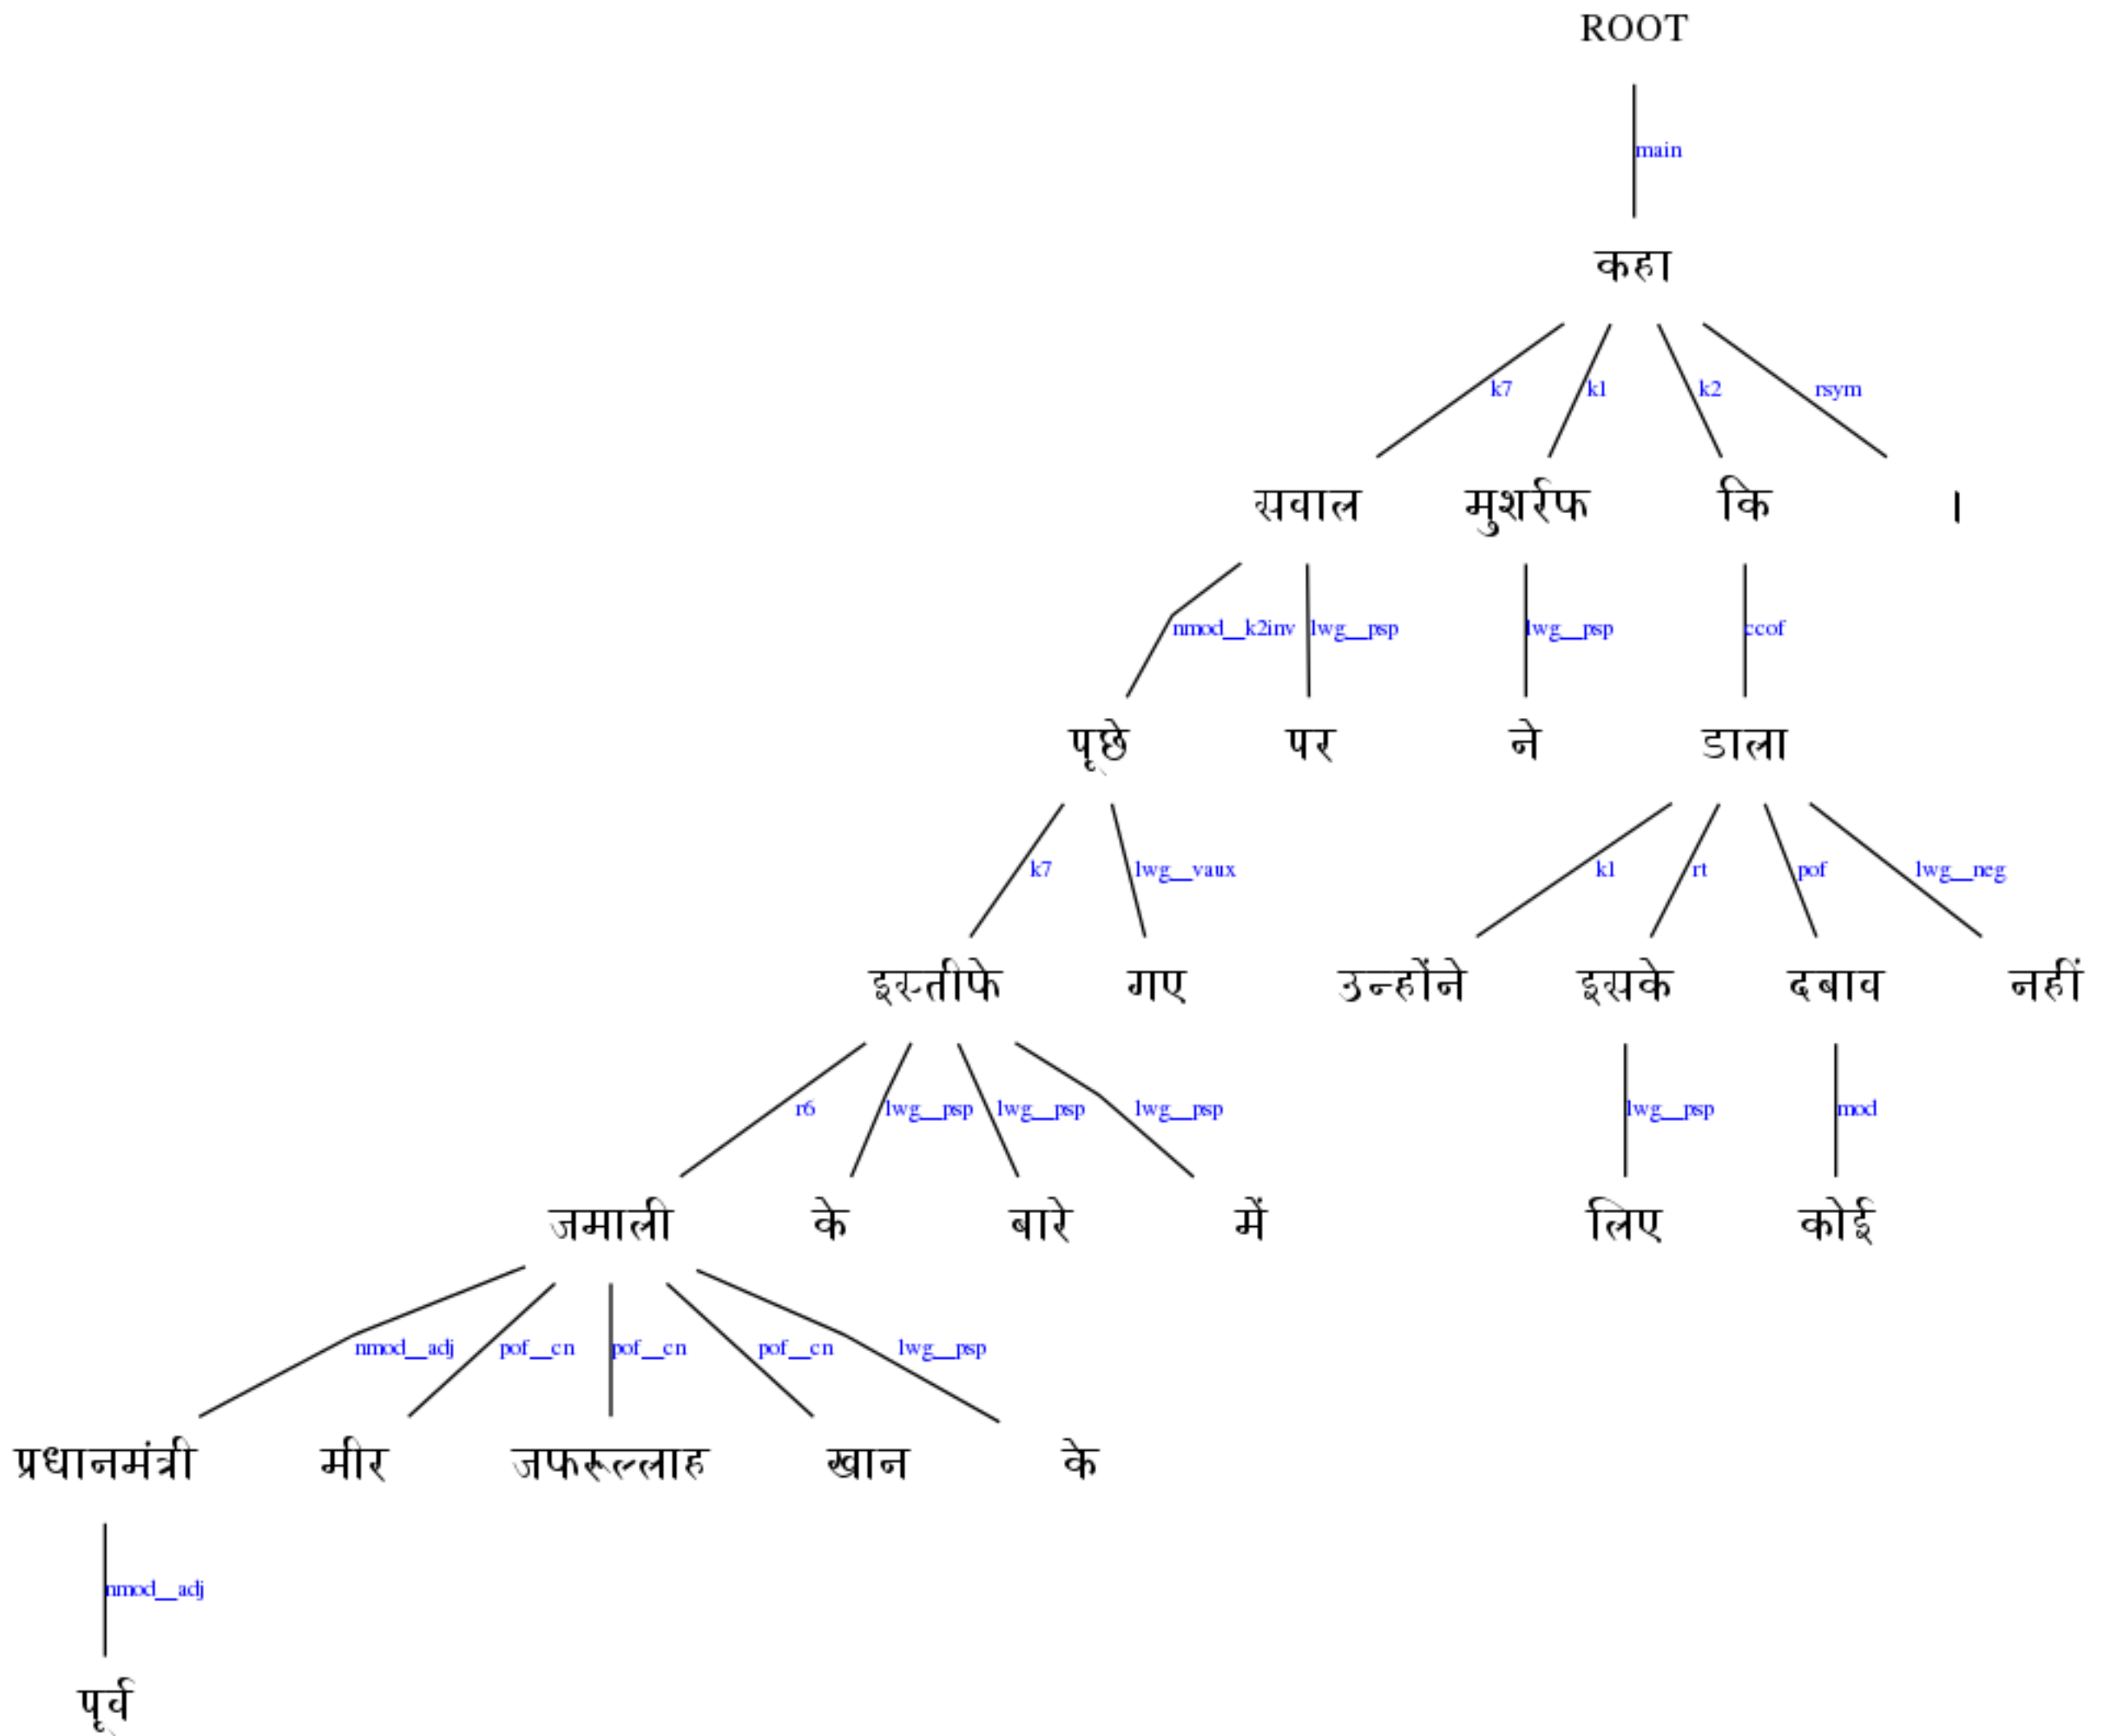 ROOT
main
कहा
k7 k1 k2 rsym
सवाल मुशर्रफ कि ।
nmod__k2inv lwg__psp lwg__psp ccof
पूछे पर ने डाला
k7 lwg__vaux k1 rt pof lwg__neg
इस्तीफे गए उन्होंने इसके दबाव नहीं
r6 lwg__psp lwg__psp lwg__psp lwg__psp mod
जमाली के बारे में लिए कोई
nmod__adj pof__cn pof__cn pof__cn lwg__psp
प्रधानमंत्री मीर जफरूल्लाह खान के
nmod__adj
पूर्व